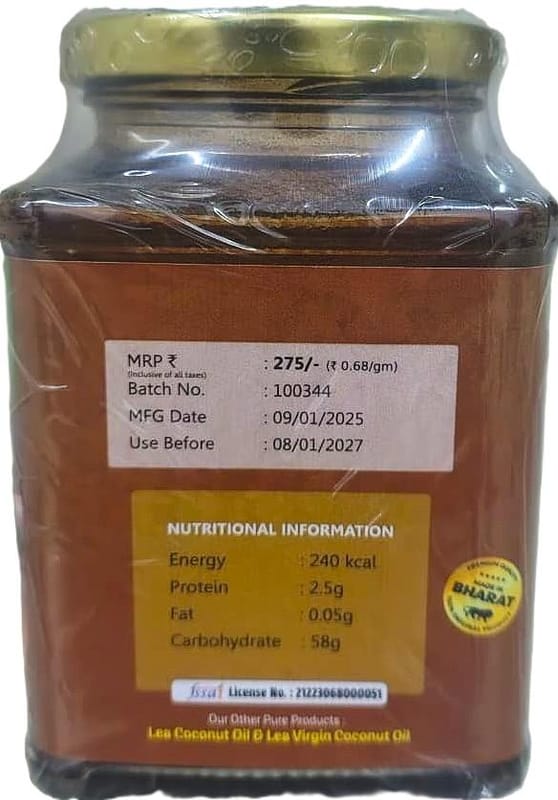 MRP ₹ : 275/- (₹ 0.68/gm)
(Inclusive of all taxes)
Batch No. : 100344
MFG Date : 09/01/2025
Use Before : 08/01/2027
NUTRITIONAL INFORMATION
Energy : 240 kcal
Protein : 2.5g
Fat : 0.05g
Carbohydrate : 58g
PREMIUM QUALITY
MADE IN
BHARAT
fssai License No. : 21223068000051
Our Other Pure Products
Lea Coconut Oil & Lea Virgin Coconut Oil